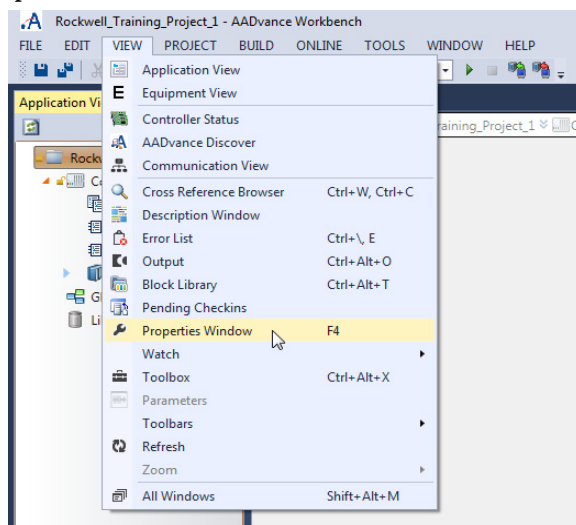 Rockwell_Training_Project_1 - AADvance Workbench
FILE EDIT VIEW PROJECT BUILD ONLINE TOOLS WINDOW HELP
Application Vi
raining_Project_1
Application View
E Equipment View
Controller Status
AADvance Discover
Communication View
Cross Reference Browser Ctrl+W, Ctrl+C
Description Window
Error List Ctrl+\, E
Output Ctrl+Alt+O
Block Library Ctrl+Alt+T
Pending Checkins
Properties Window F4
Watch
Toolbox Ctrl+Alt+X
Parameters
Toolbars
Refresh
Zoom
All Windows Shift+Alt+M